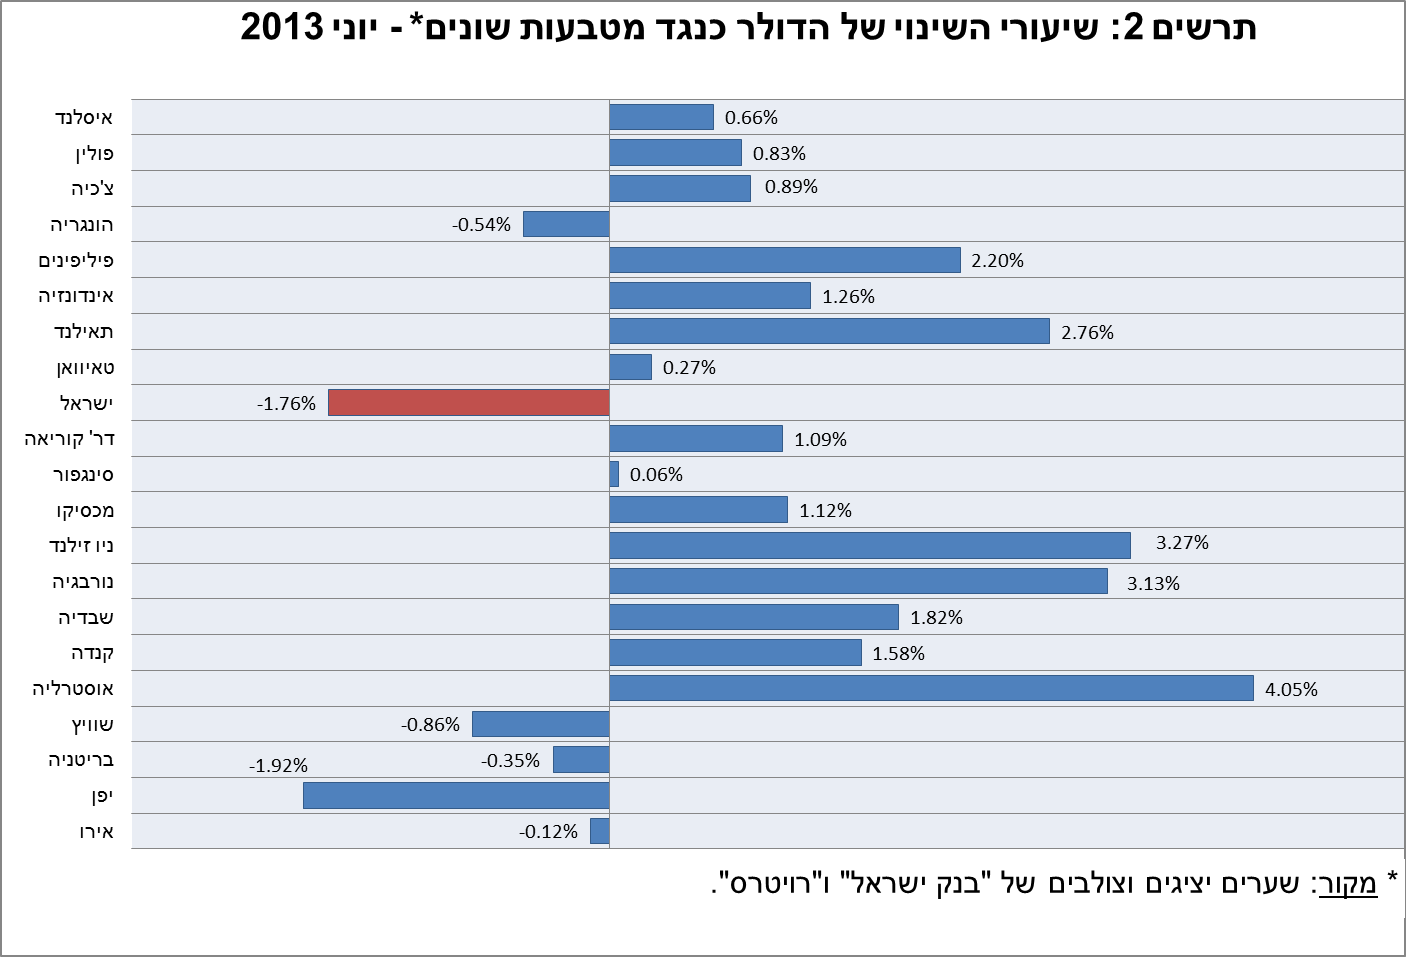 תרשים 2: שיעורי השינוי של הדולר כנגד מטבעות שונים* - יוני 2013
איסלנד 0.66%
פולין 0.83%
צ'כיה 0.89%
הונגריה -0.54%
פיליפינים 2.20%
אינדונזיה 1.26%
תאילנד 2.76%
טאיוואן 0.27%
ישראל -1.76%
דר' קוריאה 1.09%
סינגפור 0.06%
מכסיקו 1.12%
ניו זילנד 3.27%
נורבגיה 3.13%
שבדיה 1.82%
קנדה 1.58%
אוסטרליה 4.05%
שוויץ -0.86%
בריטניה -0.35%
יפן -1.92%
אירו -0.12%
* מקור: שערים יציגים וצולבים של "בנק ישראל" ו"רויטרס".